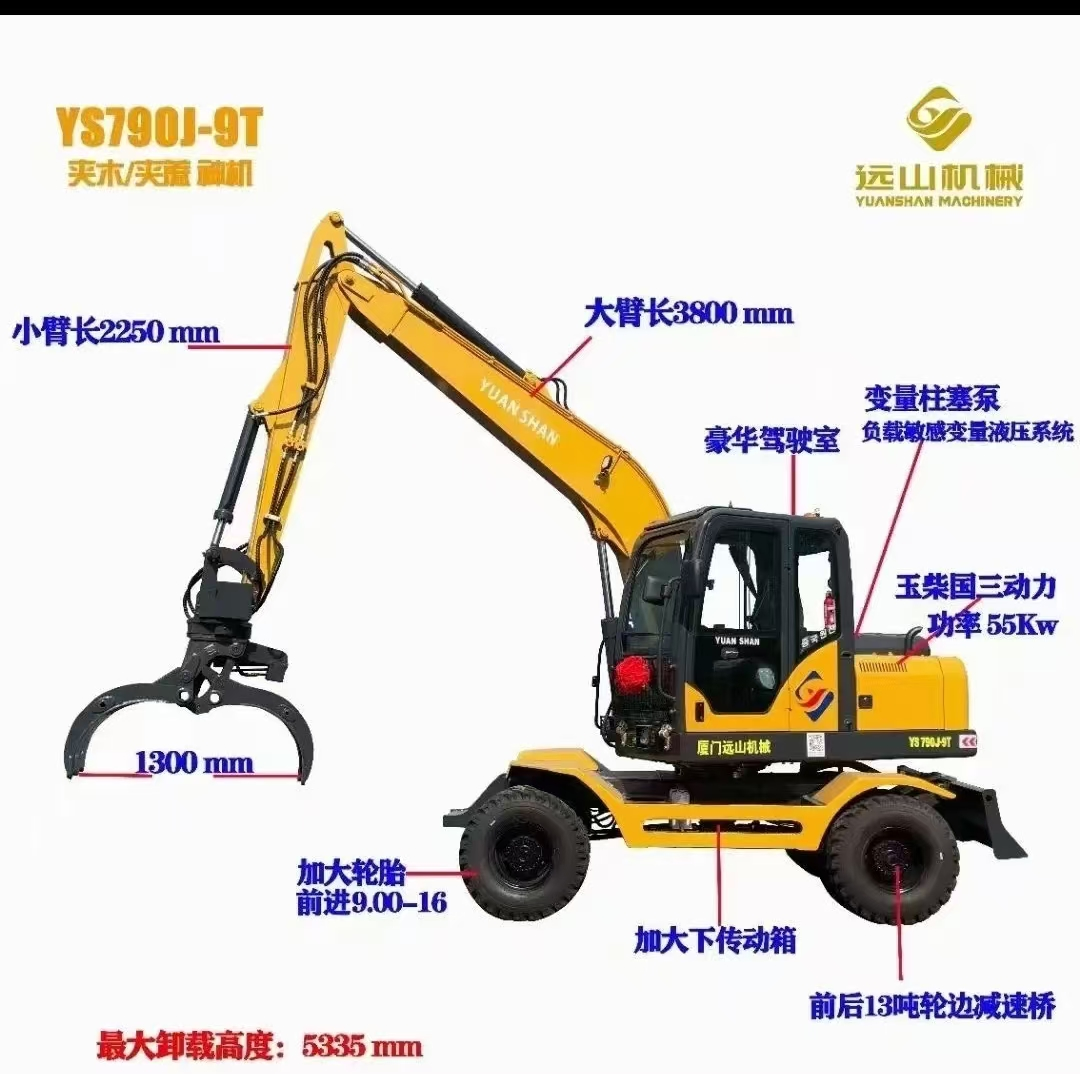 YS790J-9T
夹木/夹蔗 神机
远山机械
YUANSHAN MACHINERY
小臂长2250 mm
大臂长3800 mm
YUAN SHAN
变量柱塞泵
负载敏感变量液压系统
豪华驾驶室
玉柴国三动力
功率 55Kw
YUAN SHAN
厦门远山机械
YS 790J-9T
1300 mm
加大轮胎
前进9.00-16
加大下传动箱
前后13吨轮边减速桥
最大卸载高度：5335 mm